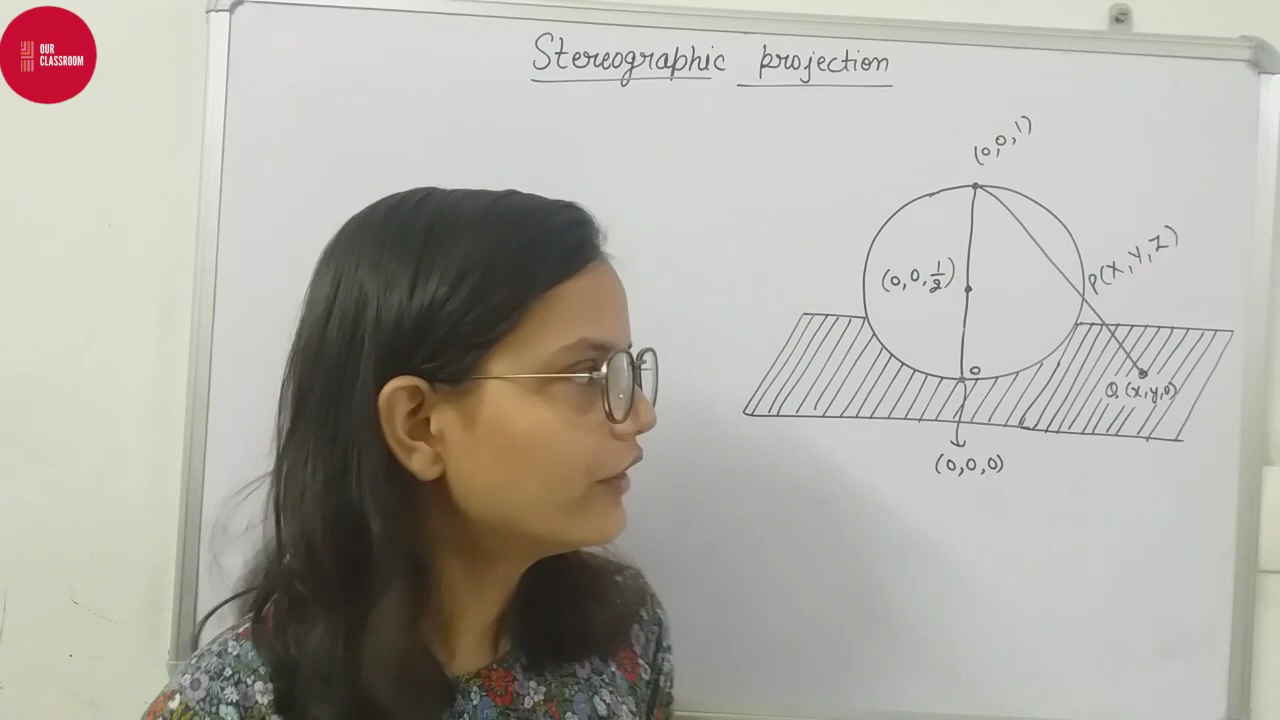 OUR
CLASSROOM
Stereographic projection
(0,0,1)
P(X,Y,Z)
(0,0,1/2)
O
Q(x,y,0)
(0,0,0)